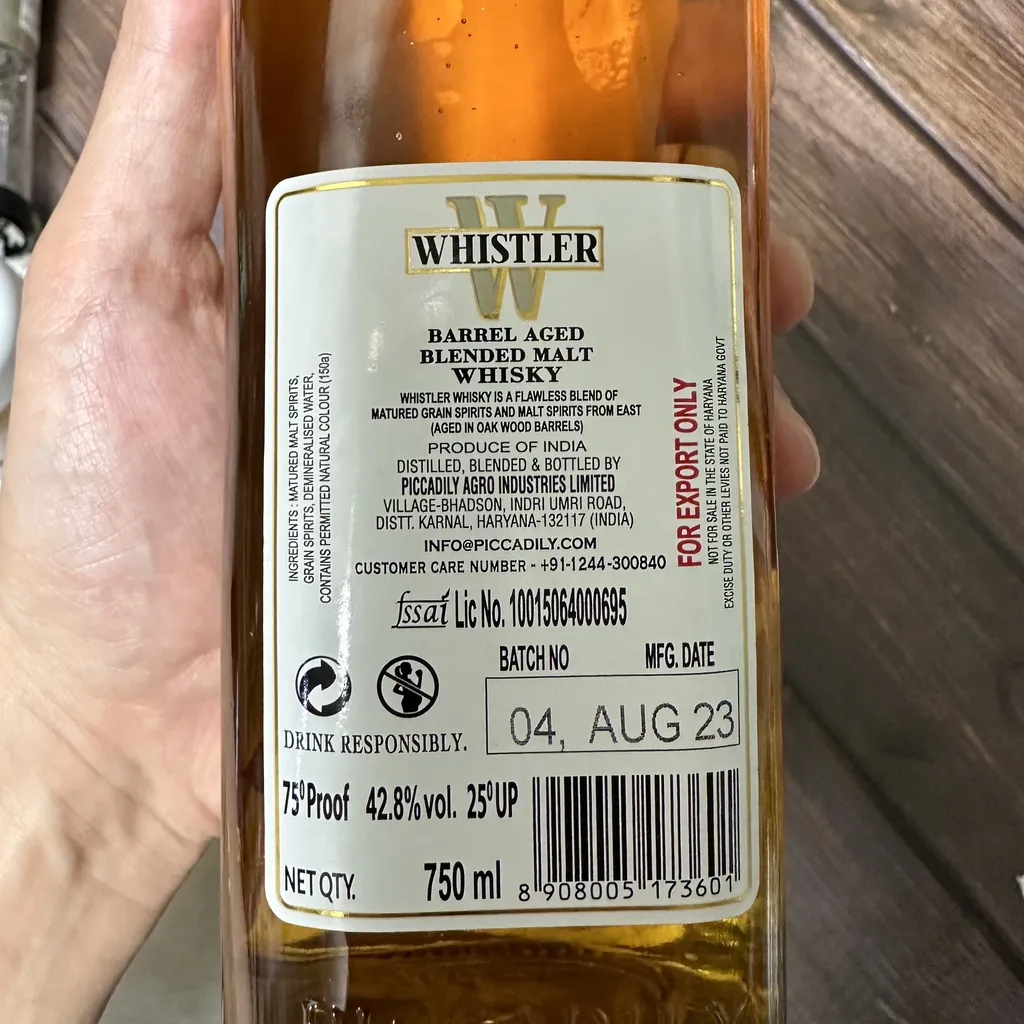 W
WHISTLER
BARREL AGED
BLENDED MALT
WHISKY
WHISTLER WHISKY IS A FLAWLESS BLEND OF
MATURED GRAIN SPIRITS AND MALT SPIRITS FROM EAST
(AGED IN OAK WOOD BARRELS)
PRODUCE OF INDIA
DISTILLED, BLENDED & BOTTLED BY
PICCADILY AGRO INDUSTRIES LIMITED
VILLAGE-BHADSON, INDRI UMRI ROAD,
DISTT. KARNAL, HARYANA-132117 (INDIA)
INFO@PICCADILY.COM
CUSTOMER CARE NUMBER - +91-1244-300840
INGREDIENTS : MATURED MALT SPIRITS,
GRAIN SPIRITS, DEMINERALISED WATER,
CONTAINS PERMITTED NATURAL COLOUR (150a)
FOR EXPORT ONLY
NOT FOR SALE IN THE STATE OF HARYANA
EXCISE DUTY OR OTHER LEVIES NOT PAID TO HARYANA GOVT
fssai Lic No. 10015064000695
BATCH NO MFG. DATE
04, AUG 23
DRINK RESPONSIBLY.
75⁰Proof 42.8%vol. 25⁰UP
NET QTY. 750 ml
8 908005 173601